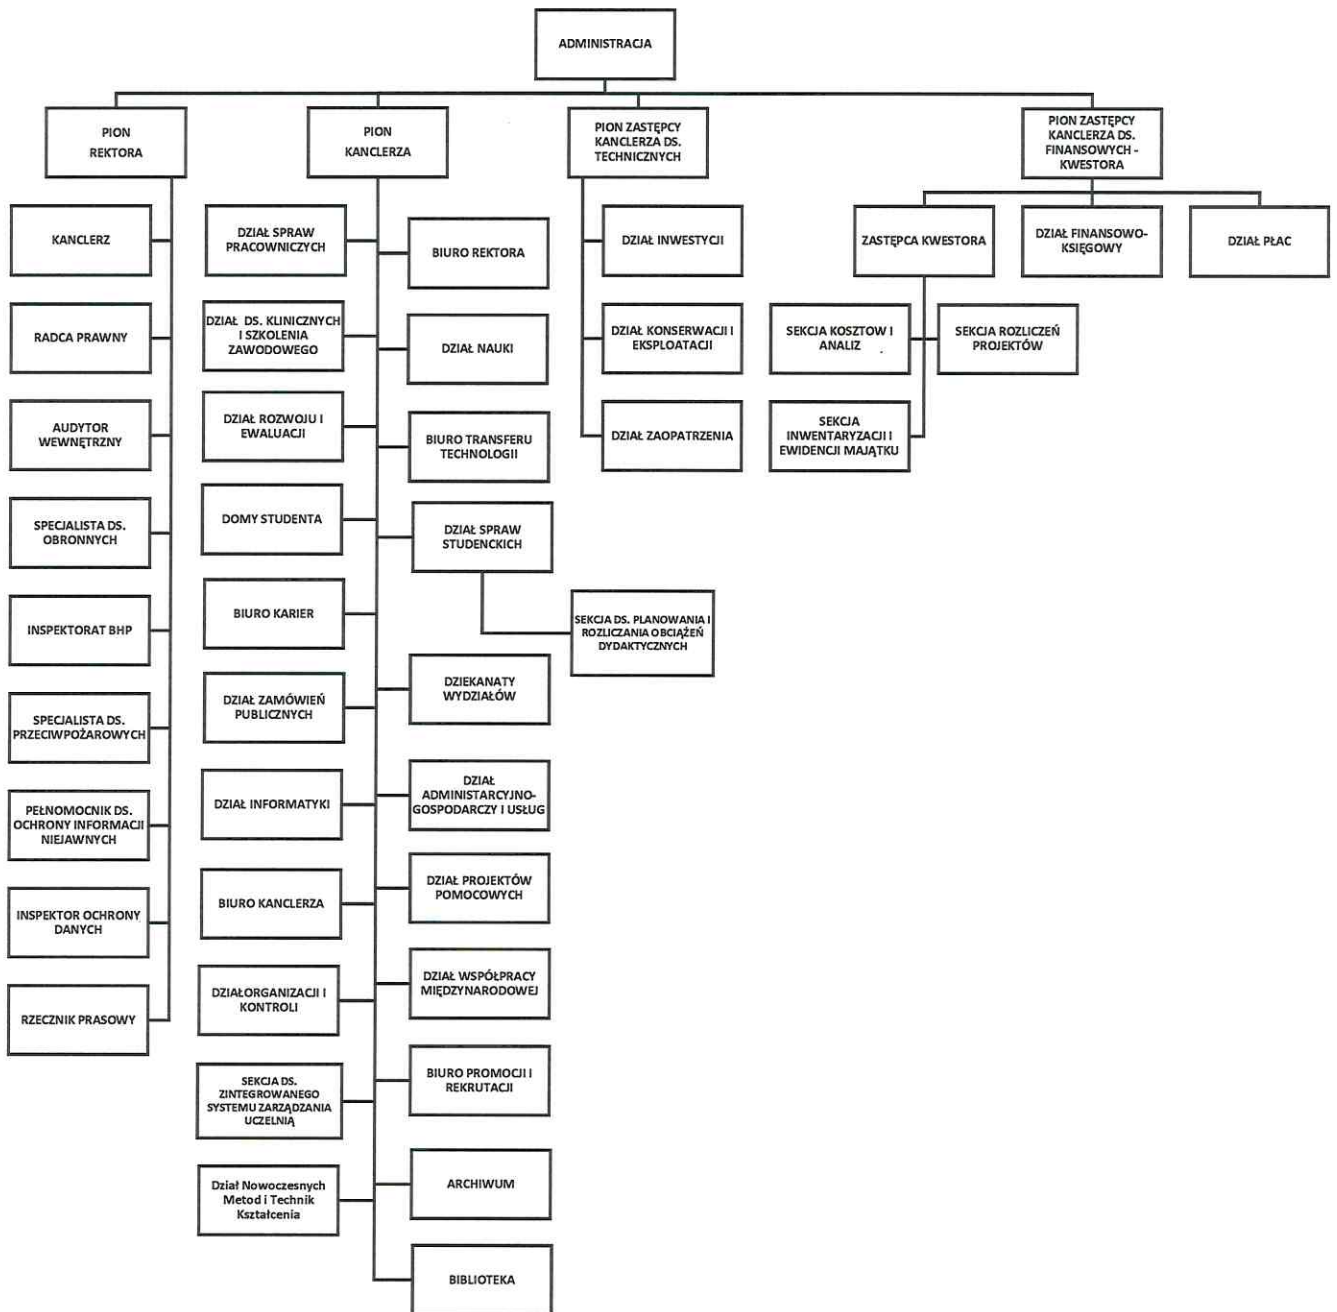 ADMINISTRACJA
PION
REKTORA
PION
KANCLERZA
PION ZASTĘPCY
KANCLERZA DS.
TECHNICZNYCH
PION ZASTĘPCY
KANCLERZA DS.
FINANSOWYCH -
KWESTORA
KANCLERZ
RADCA PRAWNY
AUDYTOR
WEWNĘTRZNY
SPECJALISTA DS.
OBRONNYCH
INSPEKTORAT BHP
SPECJALISTA DS.
PRZECIWPOŻAROWYCH
PEŁNOMOCNIK DS.
OCHRONY INFORMACJI
NIEJAWNYCH
INSPEKTOR OCHRONY
DANYCH
RZECZNIK PRASOWY
DZIAŁ SPRAW
PRACOWNICZYCH
DZIAŁ DS. KLINICZNYCH
I SZKOLENIA
ZAWODOWEGO
DZIAŁ ROZWOJU I
EWALUACJI
DOMY STUDENTA
BIURO KARIER
DZIAŁ ZAMÓWIEŃ
PUBLICZNYCH
DZIAŁ INFORMATYKI
BIURO KANCLERZA
DZIAŁORGANIZACJI I
KONTROLI
SEKCJA DS.
ZINTEGROWANEGO
SYSTEMU ZARZĄDZANIA
UCZELNIĄ
Dział Nowoczesnych
Metod i Technik
Kształcenia
BIURO REKTORA
DZIAŁ NAUKI
BIURO TRANSFERU
TECHNOLOGII
DZIAŁ SPRAW
STUDENCKICH
SEKCJA DS. PLANOWANIA I
ROZLICZANIA OBCIĄŻEŃ
DYDAKTYCZNYCH
DZIEKANATY
WYDZIAŁÓW
DZIAŁ
ADMINISTARCYJNO-
GOSPODARCZY I USŁUG
DZIAŁ PROJEKTÓW
POMOCOWYCH
DZIAŁ WSPÓŁPRACY
MIĘDZYNARODOWEJ
BIURO PROMOCJI I
REKRUTACJI
ARCHIWUM
BIBLIOTEKA
DZIAŁ INWESTYCJI
DZIAŁ KONSERWACJI I
EKSPLOATACJI
DZIAŁ ZAOPATRZENIA
ZASTĘPCA KWESTORA
DZIAŁ FINANSOWO-
KSIĘGOWY
DZIAŁ PŁAC
SEKCJA KOSZTOW I
ANALIZ
SEKCJA ROZLICZEŃ
PROJEKTÓW
SEKCJA
INWENTARYZACJI I
EWIDENCJI MAJĄTKU